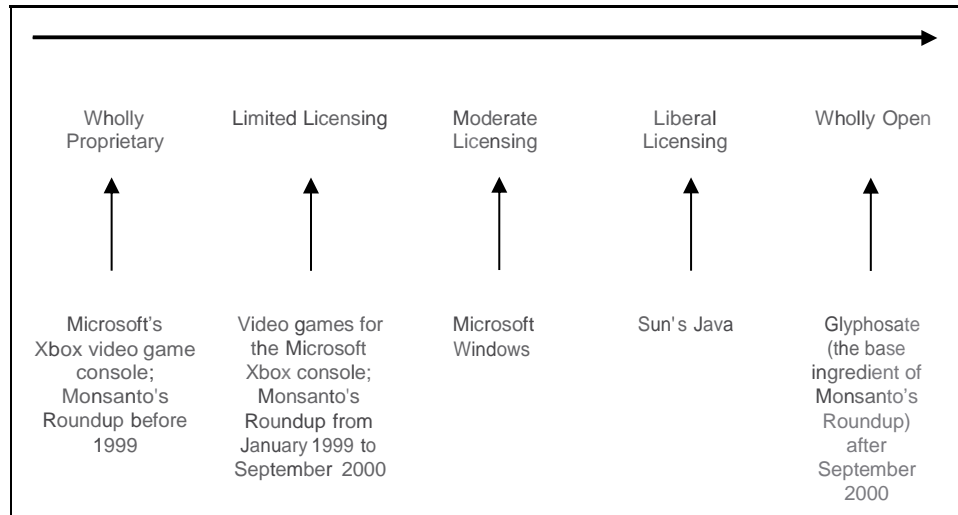 Wholly
Proprietary
Limited Licensing
Moderate
Licensing
Liberal
Licensing
Wholly Open
Microsoft's
Xbox video game
console;
Monsanto's
Roundup before
1999
Video games for
the Microsoft
Xbox console;
Monsanto's
Roundup from
January 1999 to
September 2000
Microsoft
Windows
Sun's Java
Glyphosate
(the base
ingredient of
Monsanto's
Roundup)
after
September
2000